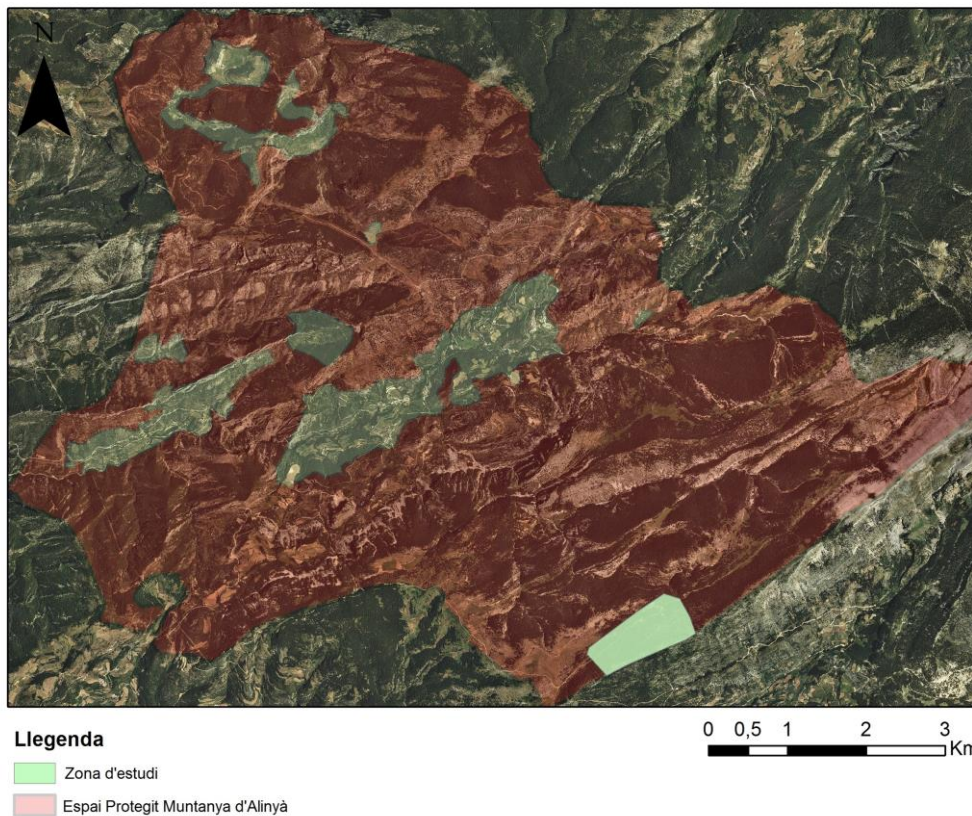 N
Llegenda
Zona d'estudi
Espai Protegit Muntanya d'Alinyà
0 0,5 1 2 3
Km